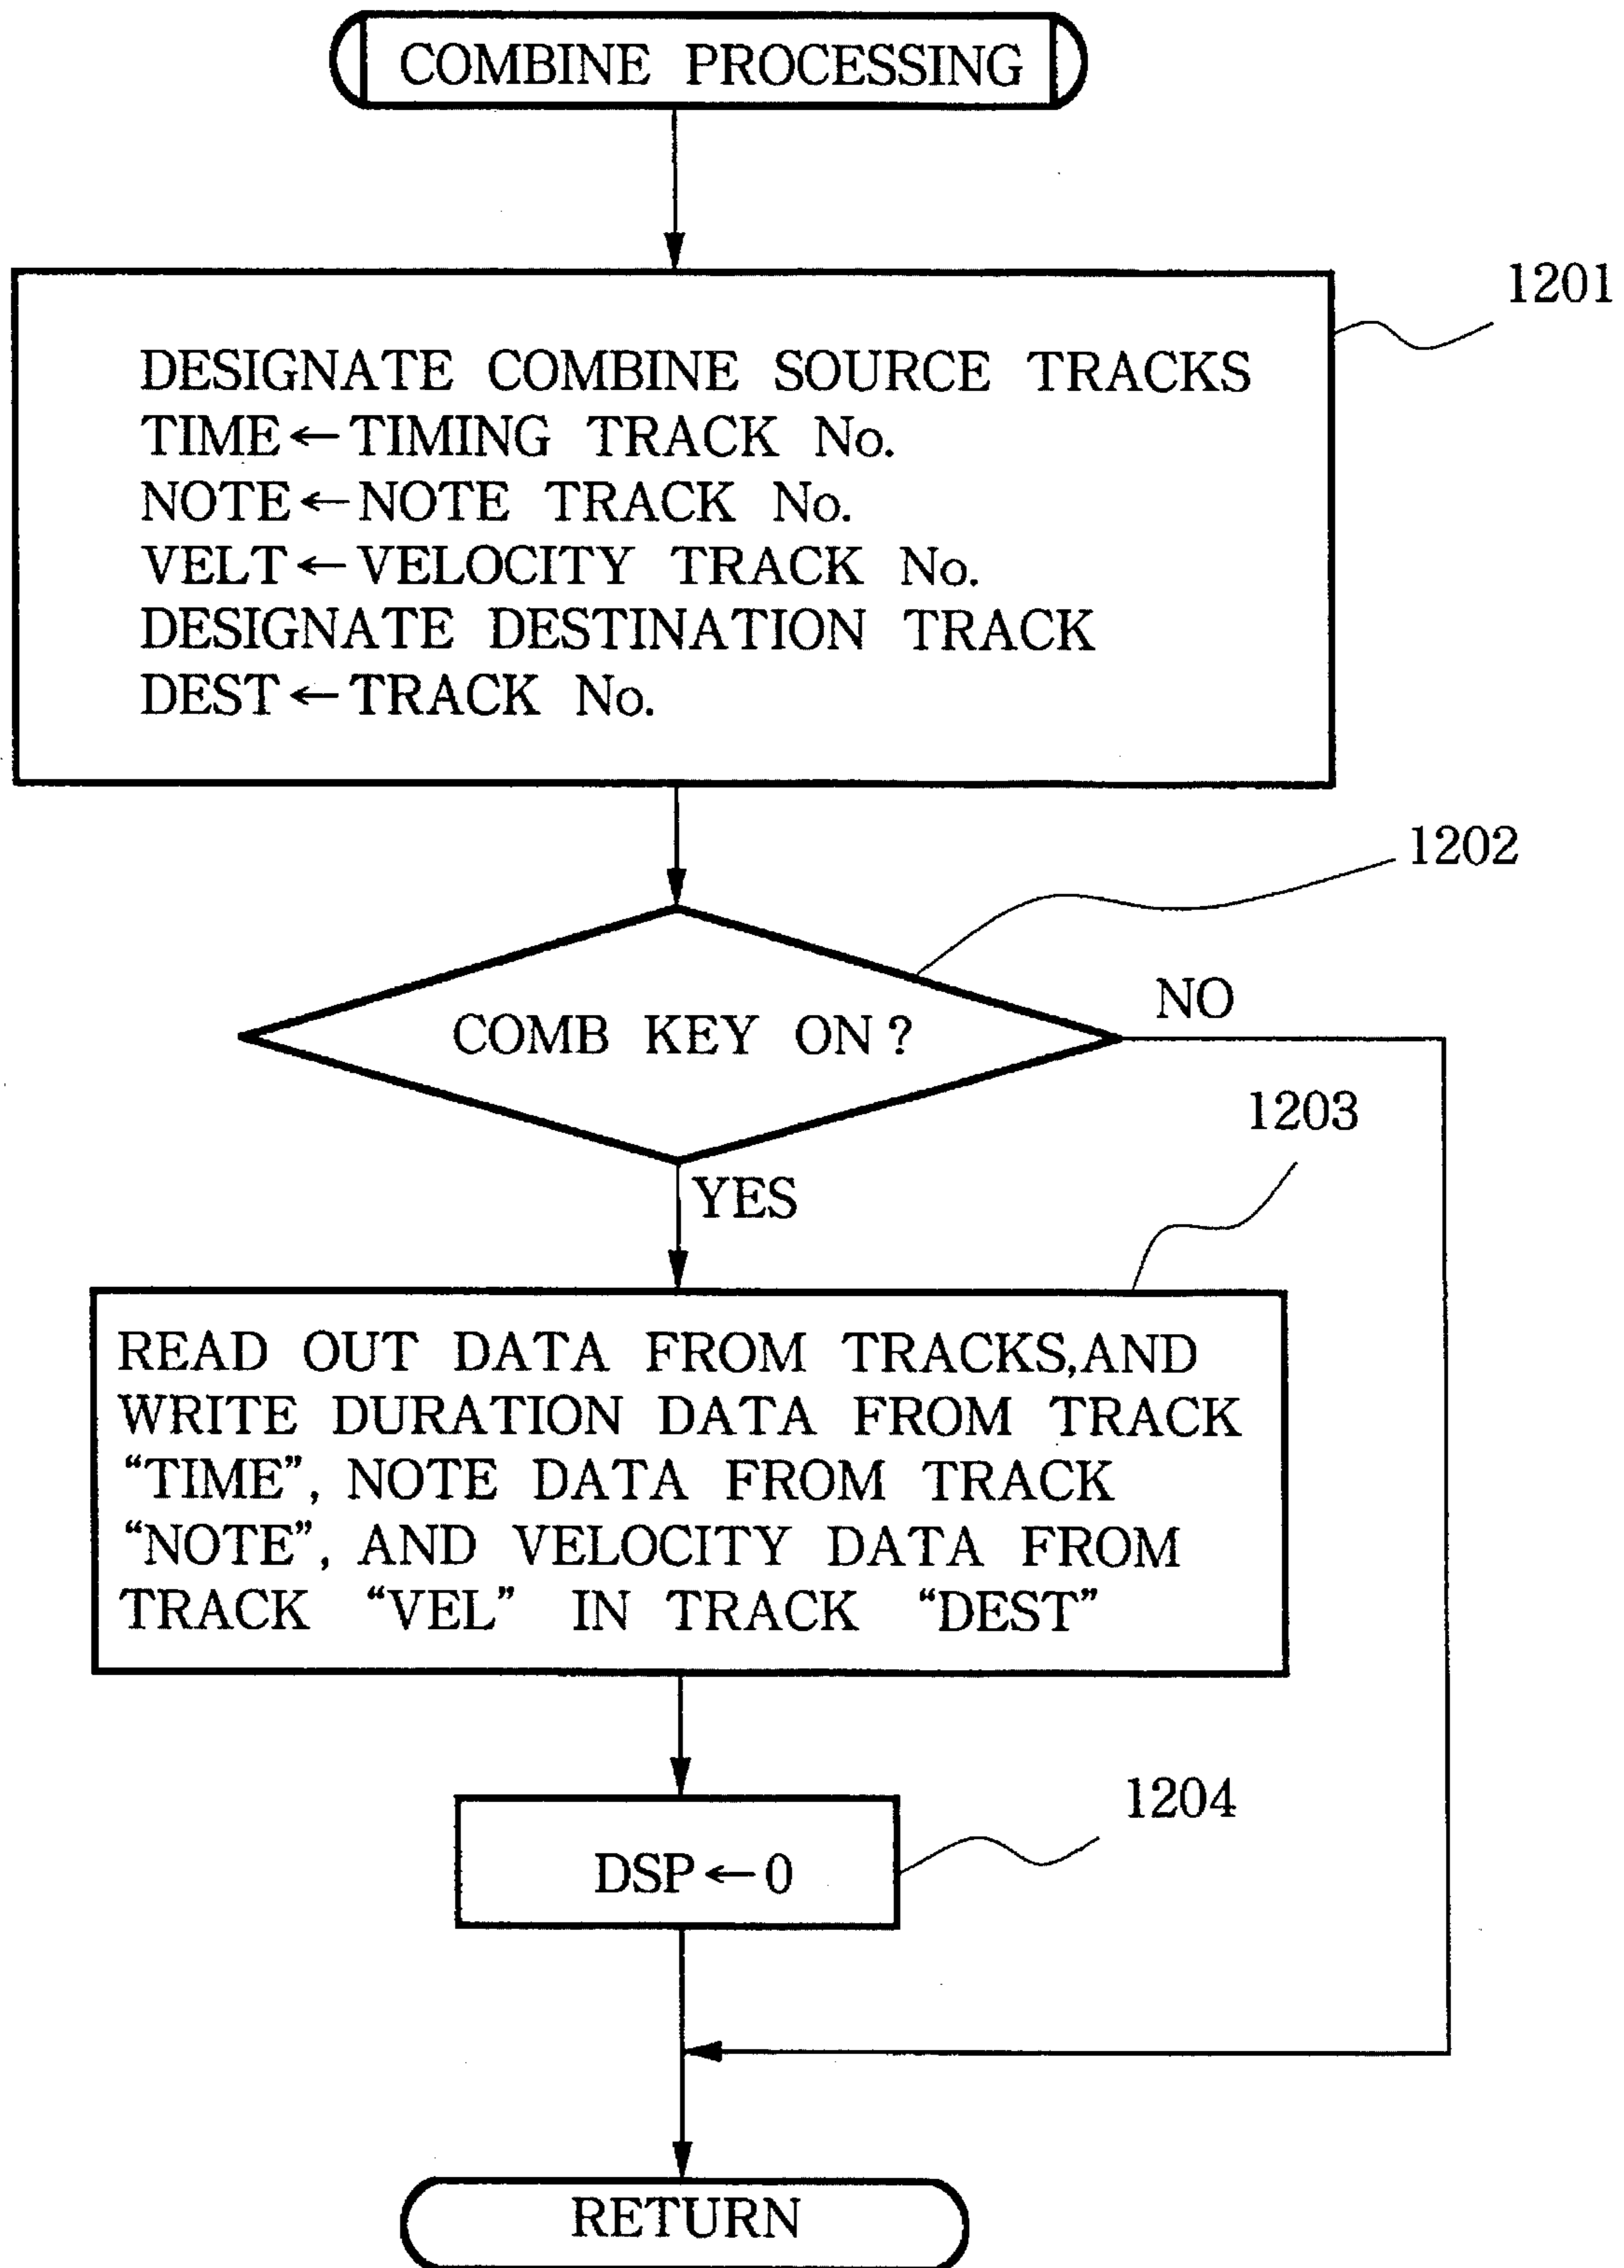 COMBINE PROCESSING
1201
DESIGNATE COMBINE SOURCE TRACKS
TIME←TIMING TRACK No.
NOTE←NOTE TRACK No.
VELT←VELOCITY TRACK No.
DESIGNATE DESTINATION TRACK
DEST←TRACK No.
1202
COMB KEY ON?
NO
YES
1203
READ OUT DATA FROM TRACKS,AND
WRITE DURATION DATA FROM TRACK
“TIME”, NOTE DATA FROM TRACK
“NOTE”, AND VELOCITY DATA FROM
TRACK “VEL” IN TRACK “DEST”
1204
DSP←0
RETURN